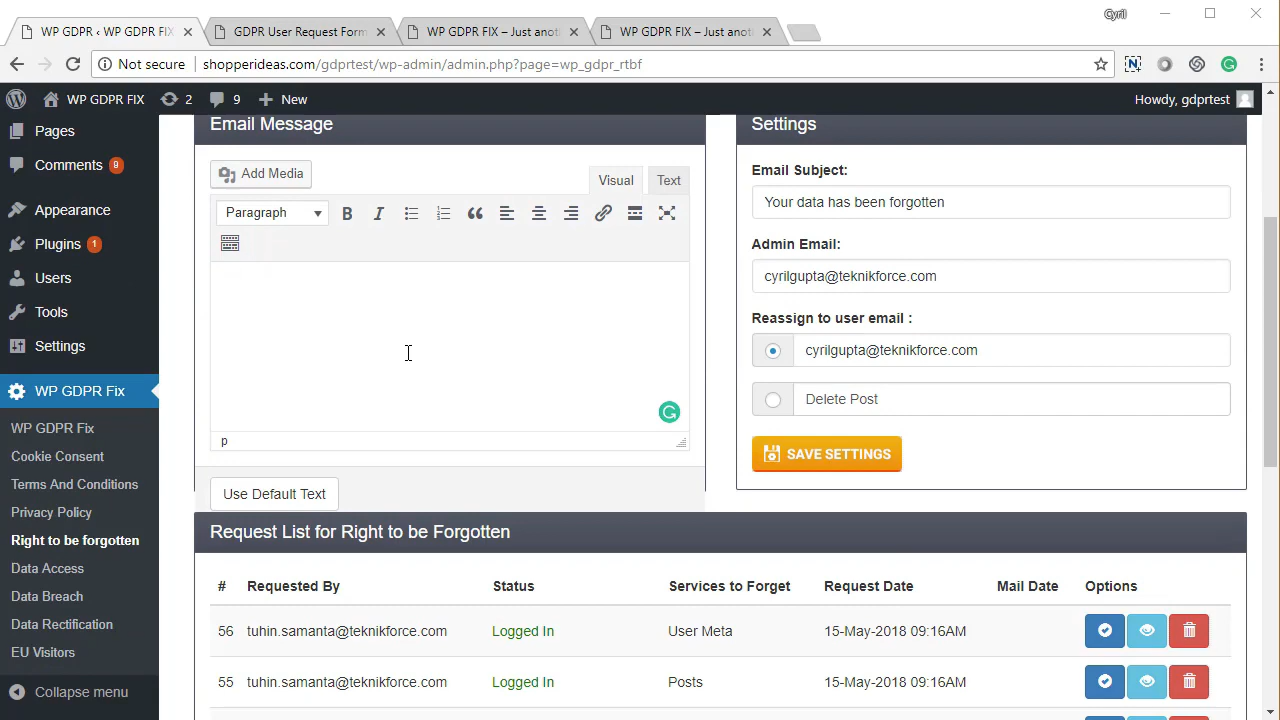 Cyril
WP GDPR ‹ WP GDPR FIX
GDPR User Request Form
WP GDPR FIX – Just anot
WP GDPR FIX – Just anot
Not secure
shopperideas.com/gdprtest/wp-admin/admin.php?page=wp_gdpr_rtbf
WP GDPR FIX
2
9
New
Howdy, gdprtest
Pages
Comments 9
Appearance
Plugins 1
Users
Tools
Settings
WP GDPR Fix
WP GDPR Fix
Cookie Consent
Terms And Conditions
Privacy Policy
Right to be forgotten
Data Access
Data Breach
Data Rectification
EU Visitors
Collapse menu
Email Message
Add Media
Visual
Text
Paragraph
B
I
p
Use Default Text
Settings
Email Subject:
Your data has been forgotten
Admin Email:
cyrilgupta@teknikforce.com
Reassign to user email :
cyrilgupta@teknikforce.com
Delete Post
SAVE SETTINGS
Request List for Right to be Forgotten
# Requested By Status Services to Forget Request Date Mail Date Options
56 tuhin.samanta@teknikforce.com Logged In User Meta 15-May-2018 09:16AM
55 tuhin.samanta@teknikforce.com Logged In Posts 15-May-2018 09:16AM